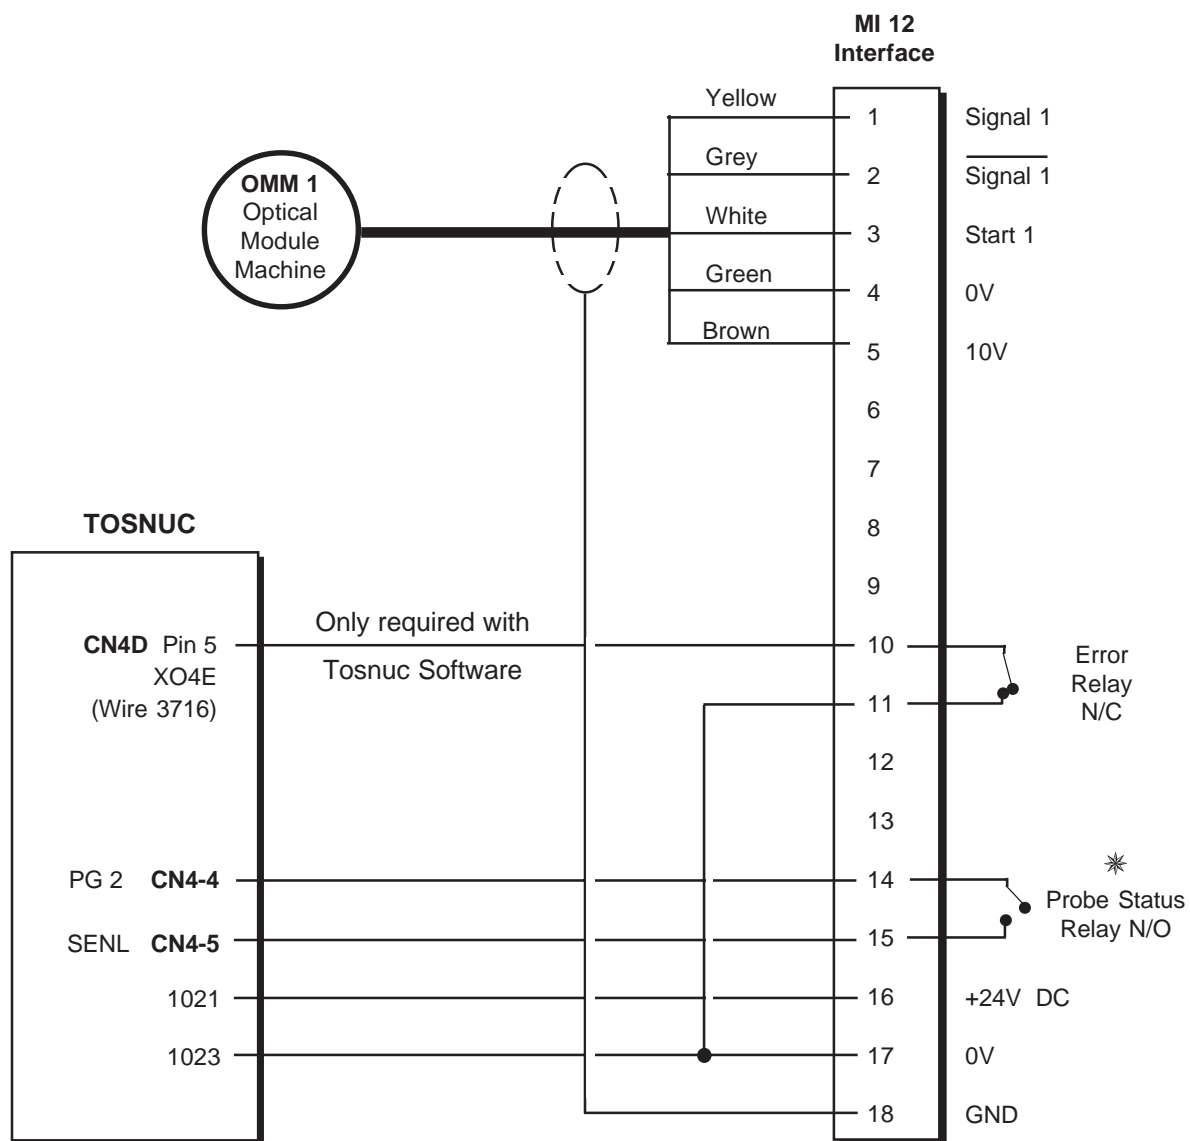 MI 12
Interface
Yellow
1
Signal 1
Grey
2
Signal 1
OMM 1
Optical
Module
Machine
White
3
Start 1
Green
4
0V
Brown
5
10V
6
7
8
TOSNUC
9
Only required with
CN4D Pin 5
10
XO4E
Tosnuc Software
Error
Relay
N/C
(Wire 3716)
11
12
13
PG 2 CN4-4
14
Probe Status
Relay N/O
SENL CN4-5
15
1021
16
+24V DC
1023
17
0V
18
GND